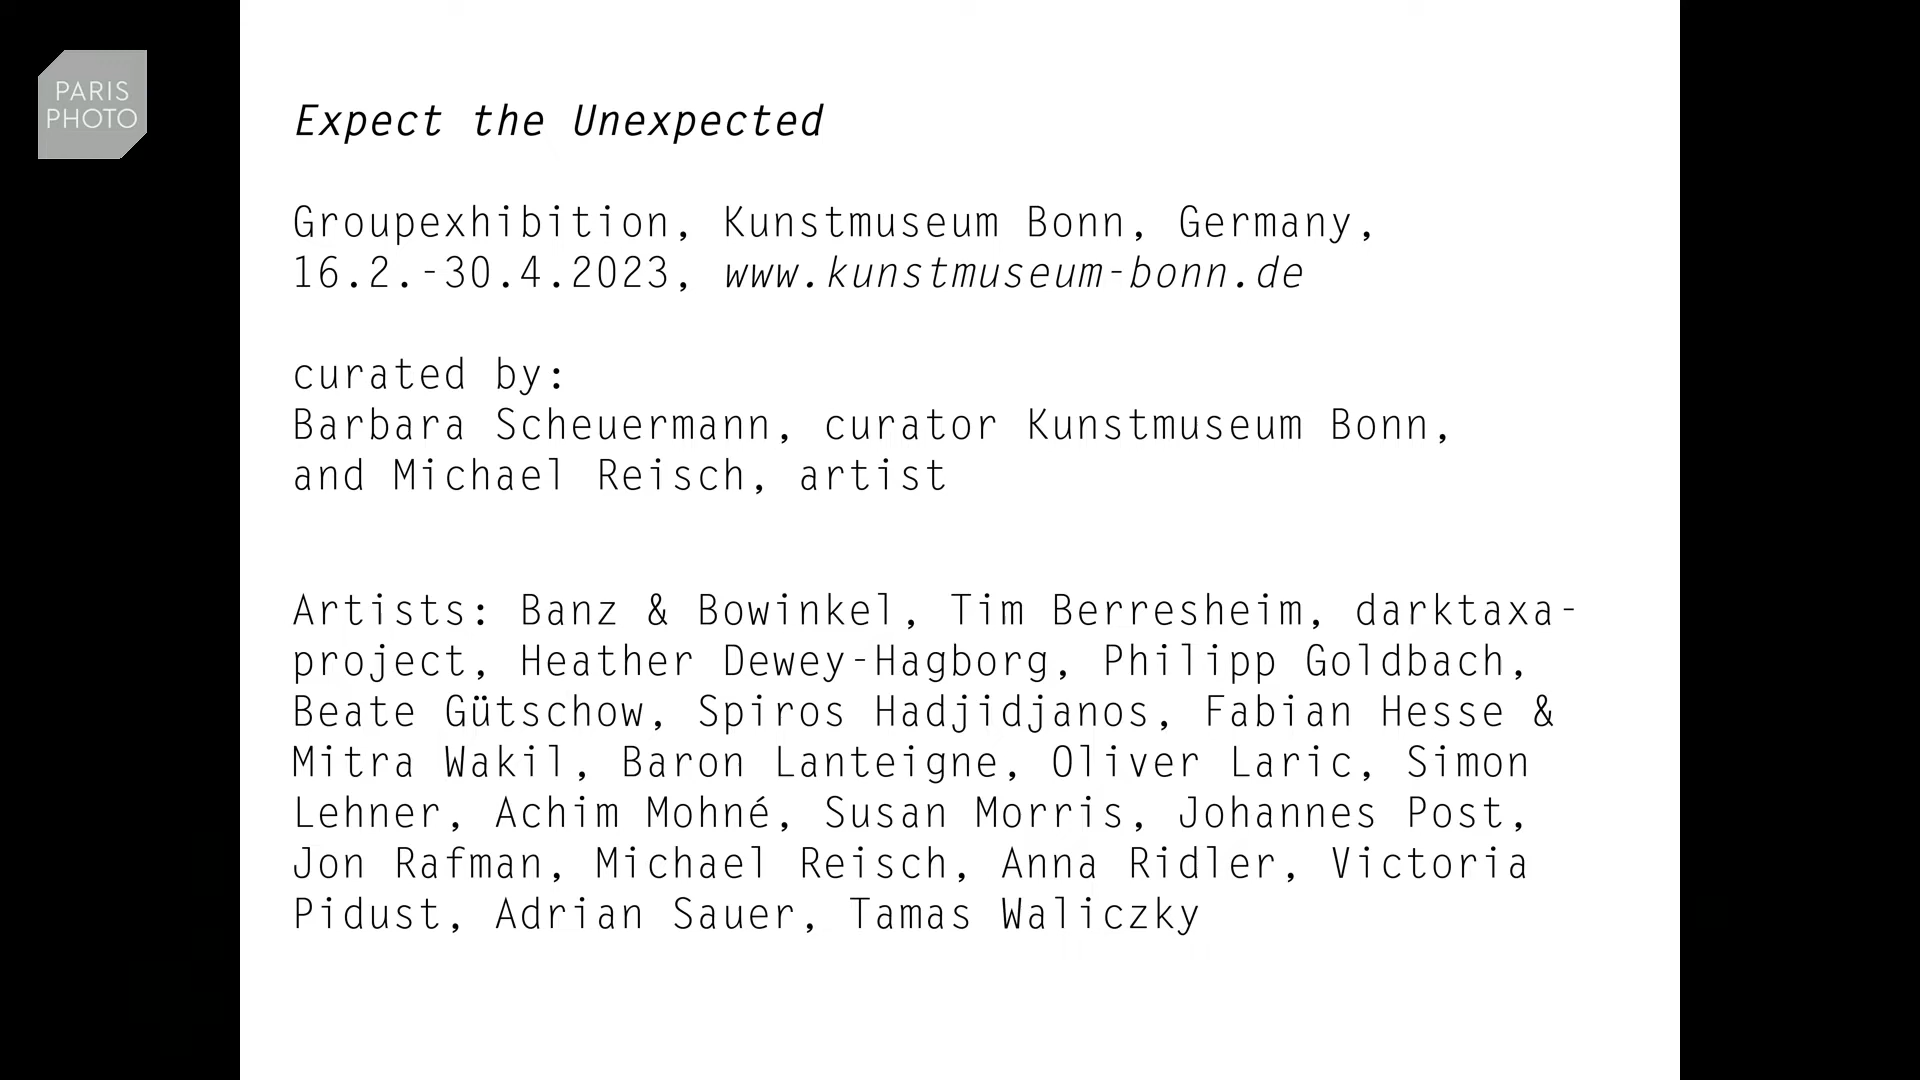 PARIS
PHOTO
Expect the Unexpected
Groupexhibition, Kunstmuseum Bonn, Germany,
16.2.-30.4.2023, www.kunstmuseum-bonn.de
curated by:
Barbara Scheuermann, curator Kunstmuseum Bonn,
and Michael Reisch, artist
Artists: Banz & Bowinkel, Tim Berresheim, darktaxa-
project, Heather Dewey-Hagborg, Philipp Goldbach,
Beate Gütschow, Spiros Hadjidjanos, Fabian Hesse &
Mitra Wakil, Baron Lanteigne, Oliver Laric, Simon
Lehner, Achim Mohné, Susan Morris, Johannes Post,
Jon Rafman, Michael Reisch, Anna Ridler, Victoria
Pidust, Adrian Sauer, Tamas Waliczky